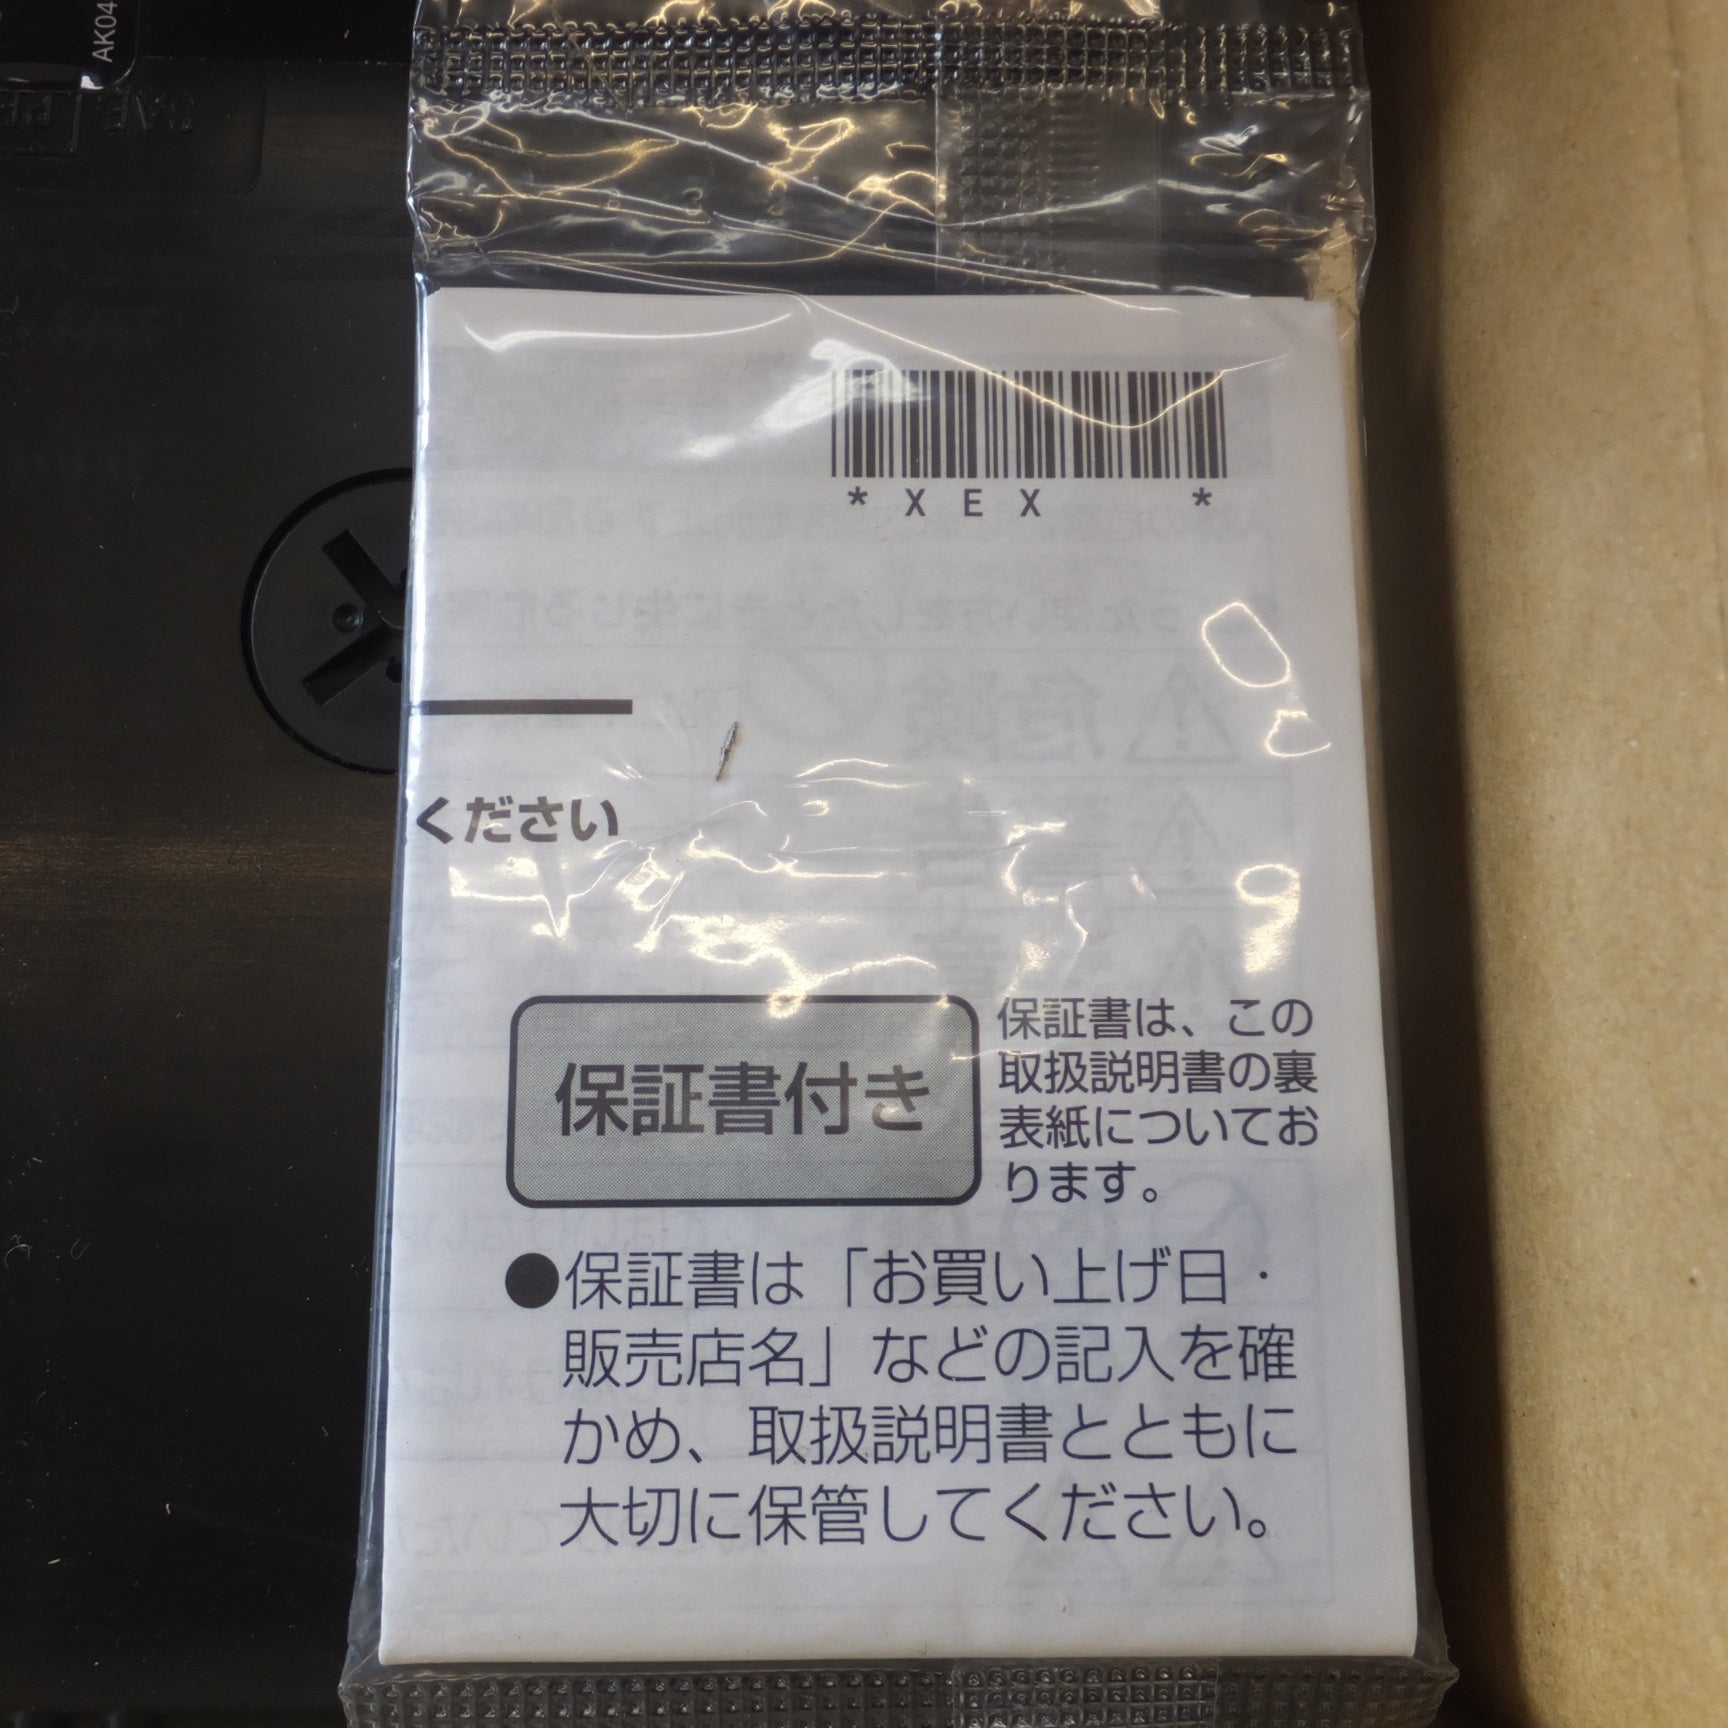 AK04
* X E X *
ください
保証書付き
保証書は、この
取扱説明書の裏
表紙についてお
ります。
●保証書は「お買い上げ日・
販売店名」などの記入を確
かめ、取扱説明書とともに
大切に保管してください。